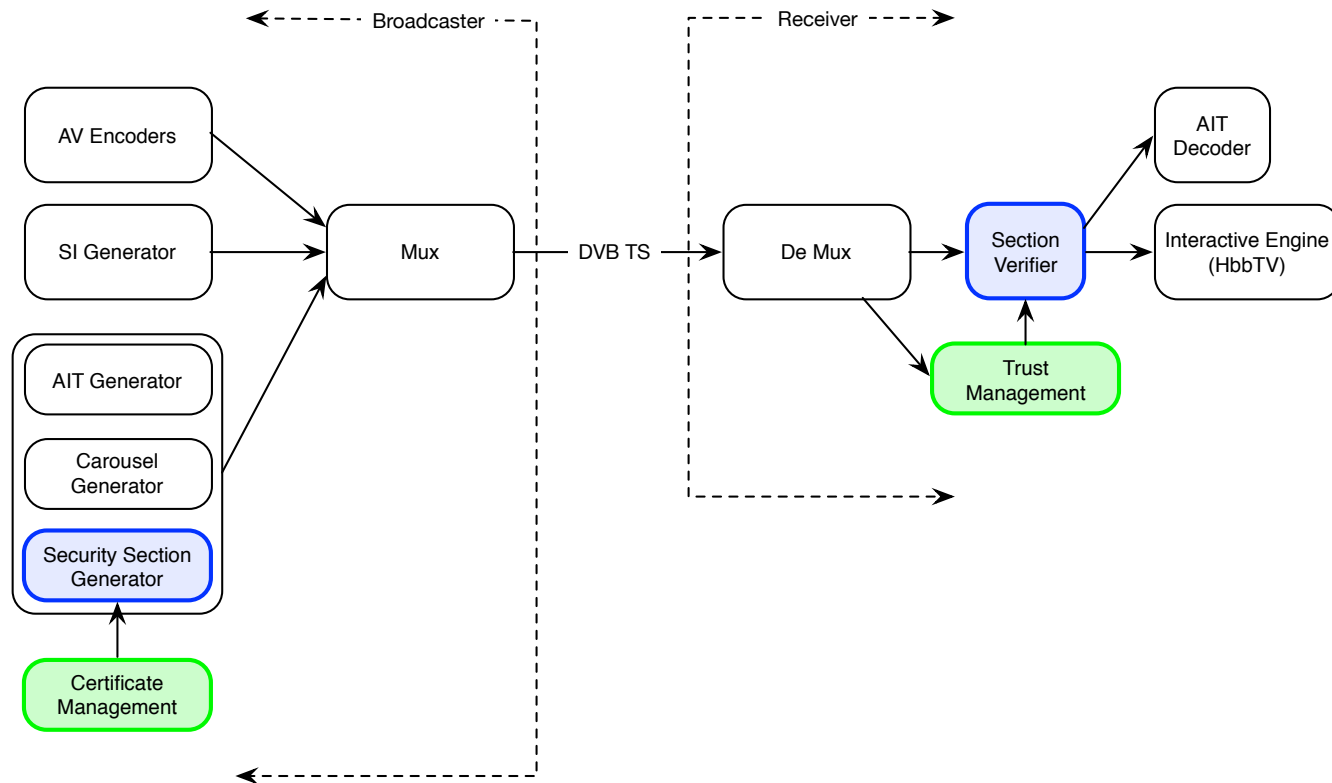 Broadcaster
Receiver
AV Encoders
SI Generator
AIT Generator
Carousel
Generator
Security Section
Generator
Certificate
Management
Mux
DVB TS
De Mux
Section
Verifier
Trust
Management
AIT
Decoder
Interactive Engine
(HbbTV)